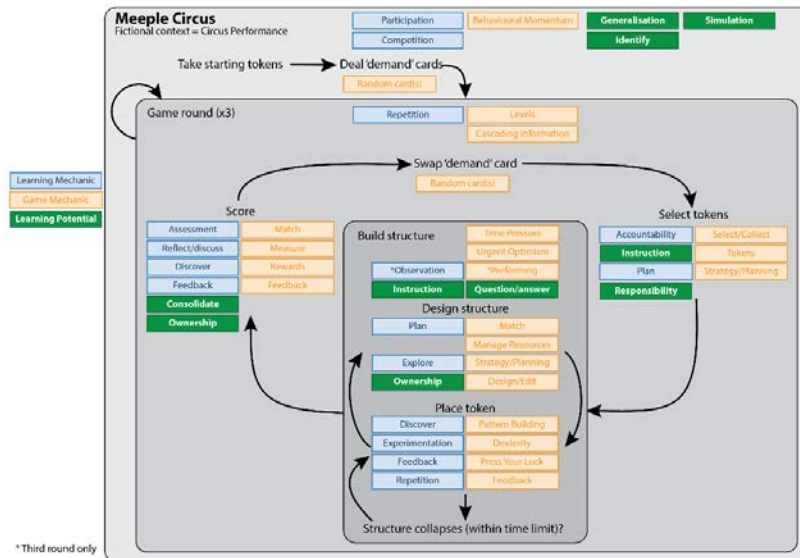 Meeple Circus
Fictional context = Circus Performance
Participation
Behavioural Momentum
Generalisation
Simulation
Competition
Identify
Take starting tokens
Deal 'demand' cards
Random card(s)
Game round (x3)
Repetition
Levels
Cascading Information
Learning Mechanic
Game Mechanic
Learning Potential
Swap 'demand' card
Random card(s)
Score
Assessment
Match
Reflect/discuss
Measure
Discover
Rewards
Feedback
Feedback
Consolidate
Ownership
Select tokens
Accountability
Select/Collect
Instruction
Tokens
Plan
Strategy/Planning
Responsibility
Build structure
Time Pressure
Urgent Optimism
*Observation
*Performing
Instruction
Question/answer
Design structure
Plan
Match
Manage Resources
Explore
Strategy/Planning
Ownership
Design/Edit
Place token
Discover
Pattern Building
Experimentation
Dexterity
Feedback
Press Your Luck
Repetition
Feedback
Structure collapses (within time limit)?
* Third round only